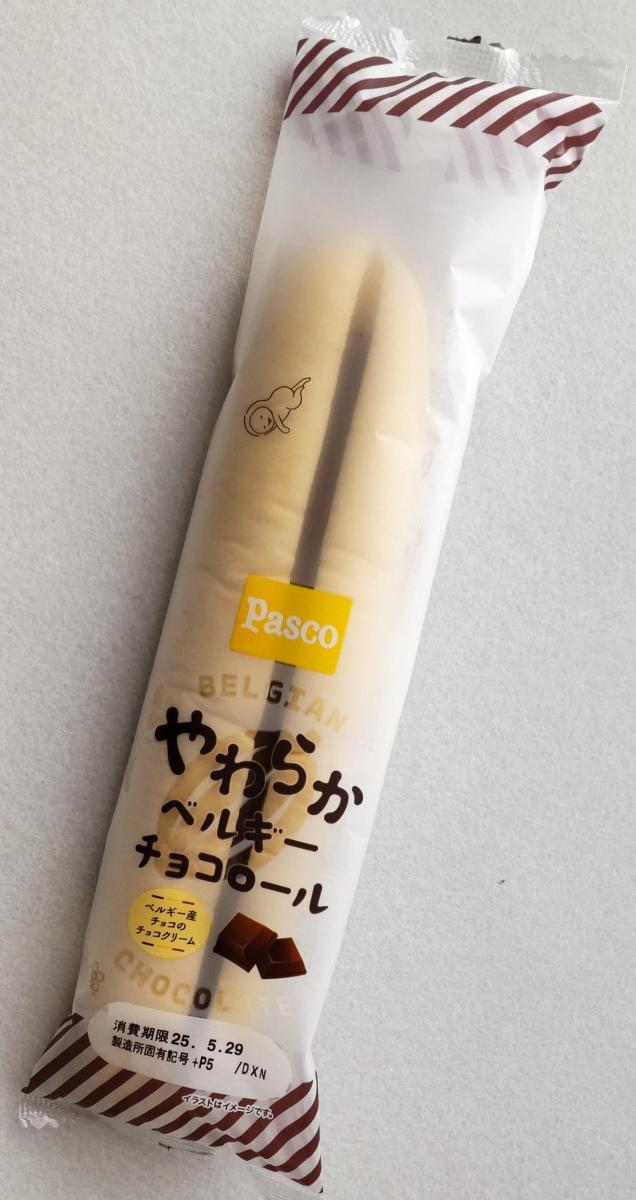 Pasco
BELGIAN
やわらか
ベルギー
チョコロール
ベルギー産
チョコの
チョコクリーム
CHOCOLATE
消費期限 25. 5.29
製造所固有記号 +P5 /DXN
イラストはイメージです。